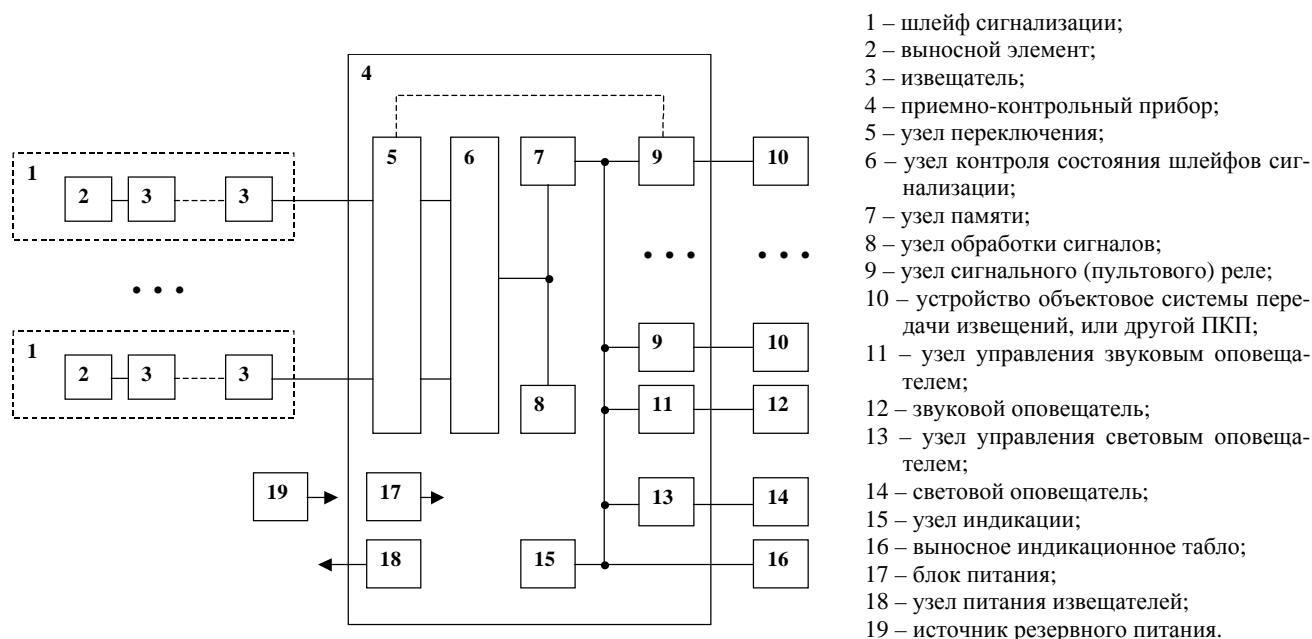 4
1
2
3
3
5
6
7
9
10
• • •
• • •
• • •
1
2
3
3
8
9
10
11
12
19
17
13
14
18
15
16
1 – шлейф сигнализации;
2 – выносной элемент;
3 – извещатель;
4 – приемно-контрольный прибор;
5 – узел переключения;
6 – узел контроля состояния шлейфов сиг-
нализации;
7 – узел памяти;
8 – узел обработки сигналов;
9 – узел сигнального (пультового) реле;
10 – устройство объектовое системы пере-
дачи извещений, или другой ПКП;
11 – узел управления звуковым оповеща-
телем;
12 – звуковой оповещатель;
13 – узел управления световым оповеща-
телем;
14 – световой оповещатель;
15 – узел индикации;
16 – выносное индикационное табло;
17 – блок питания;
18 – узел питания извещателей;
19 – источник резервного питания.